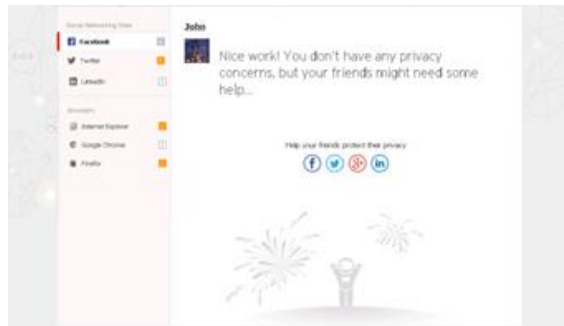 Social Networking Sites
Facebook
Twitter
LinkedIn
Browsers
Internet Explorer
Google Chrome
Firefox
John
Nice work! You don't have any privacy
concerns, but your friends might need some
help...
Help your friends protect their privacy